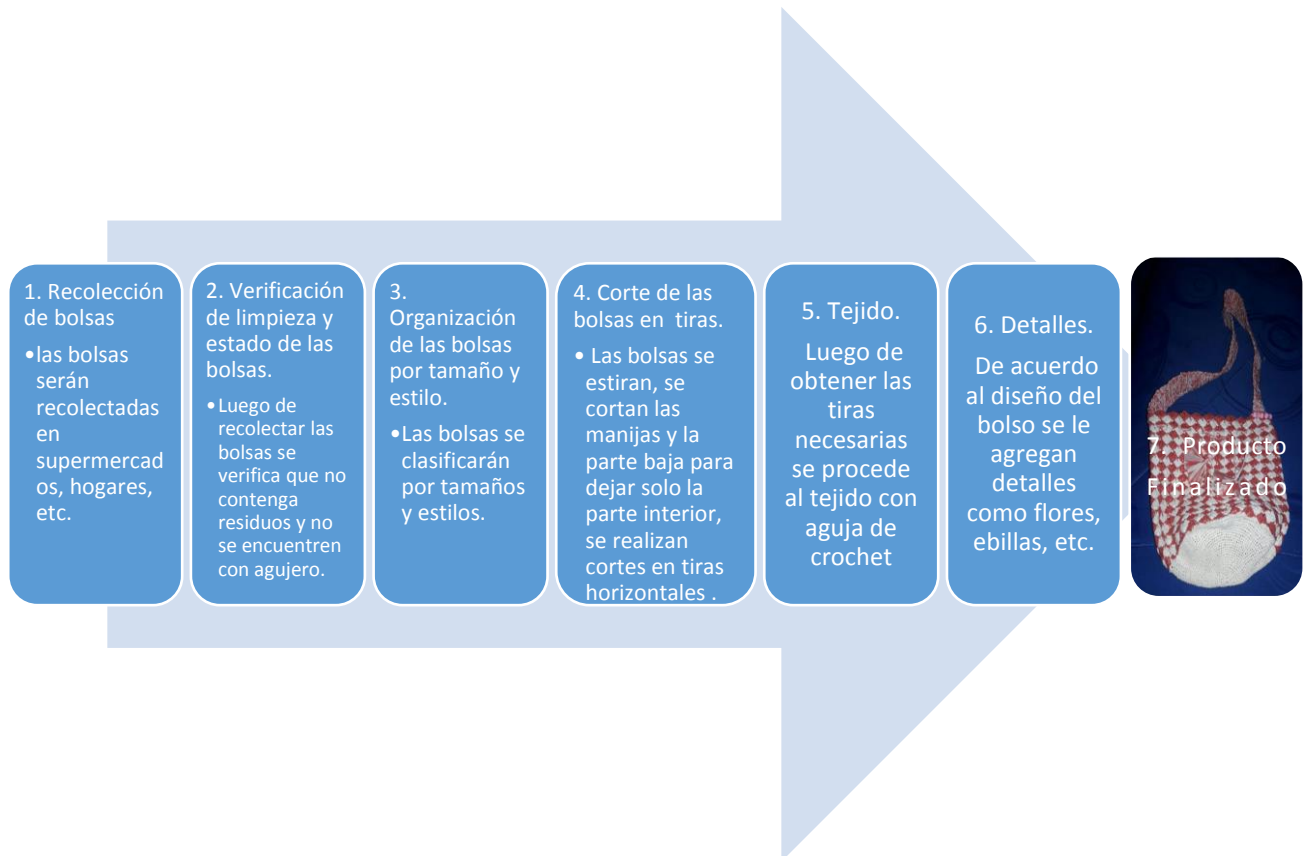 1. Recolección
de bolsas
•las bolsas
serán
recolectadas
en
supermercad
os, hogares,
etc.
2. Verificación
de limpieza y
estado de las
bolsas.
•Luego de
recolectar las
bolsas se
verifica que no
contenga
residuos y no
se encuentren
con agujero.
3.
Organización
de las bolsas
por tamaño y
estilo.
•Las bolsas se
clasificarán
por tamaños
y estilos.
4. Corte de las
bolsas en tiras.
• Las bolsas se
estiran, se
cortan las
manijas y la
parte baja para
dejar solo la
parte interior,
se realizan
cortes en tiras
horizontales .
5. Tejido.
Luego de
obtener las
tiras
necesarias
se procede
al tejido con
aguja de
crochet
6. Detalles.
De acuerdo
al diseño del
bolso se le
agregan
detalles
como flores,
ebillas, etc.
7. Producto
Finalizado